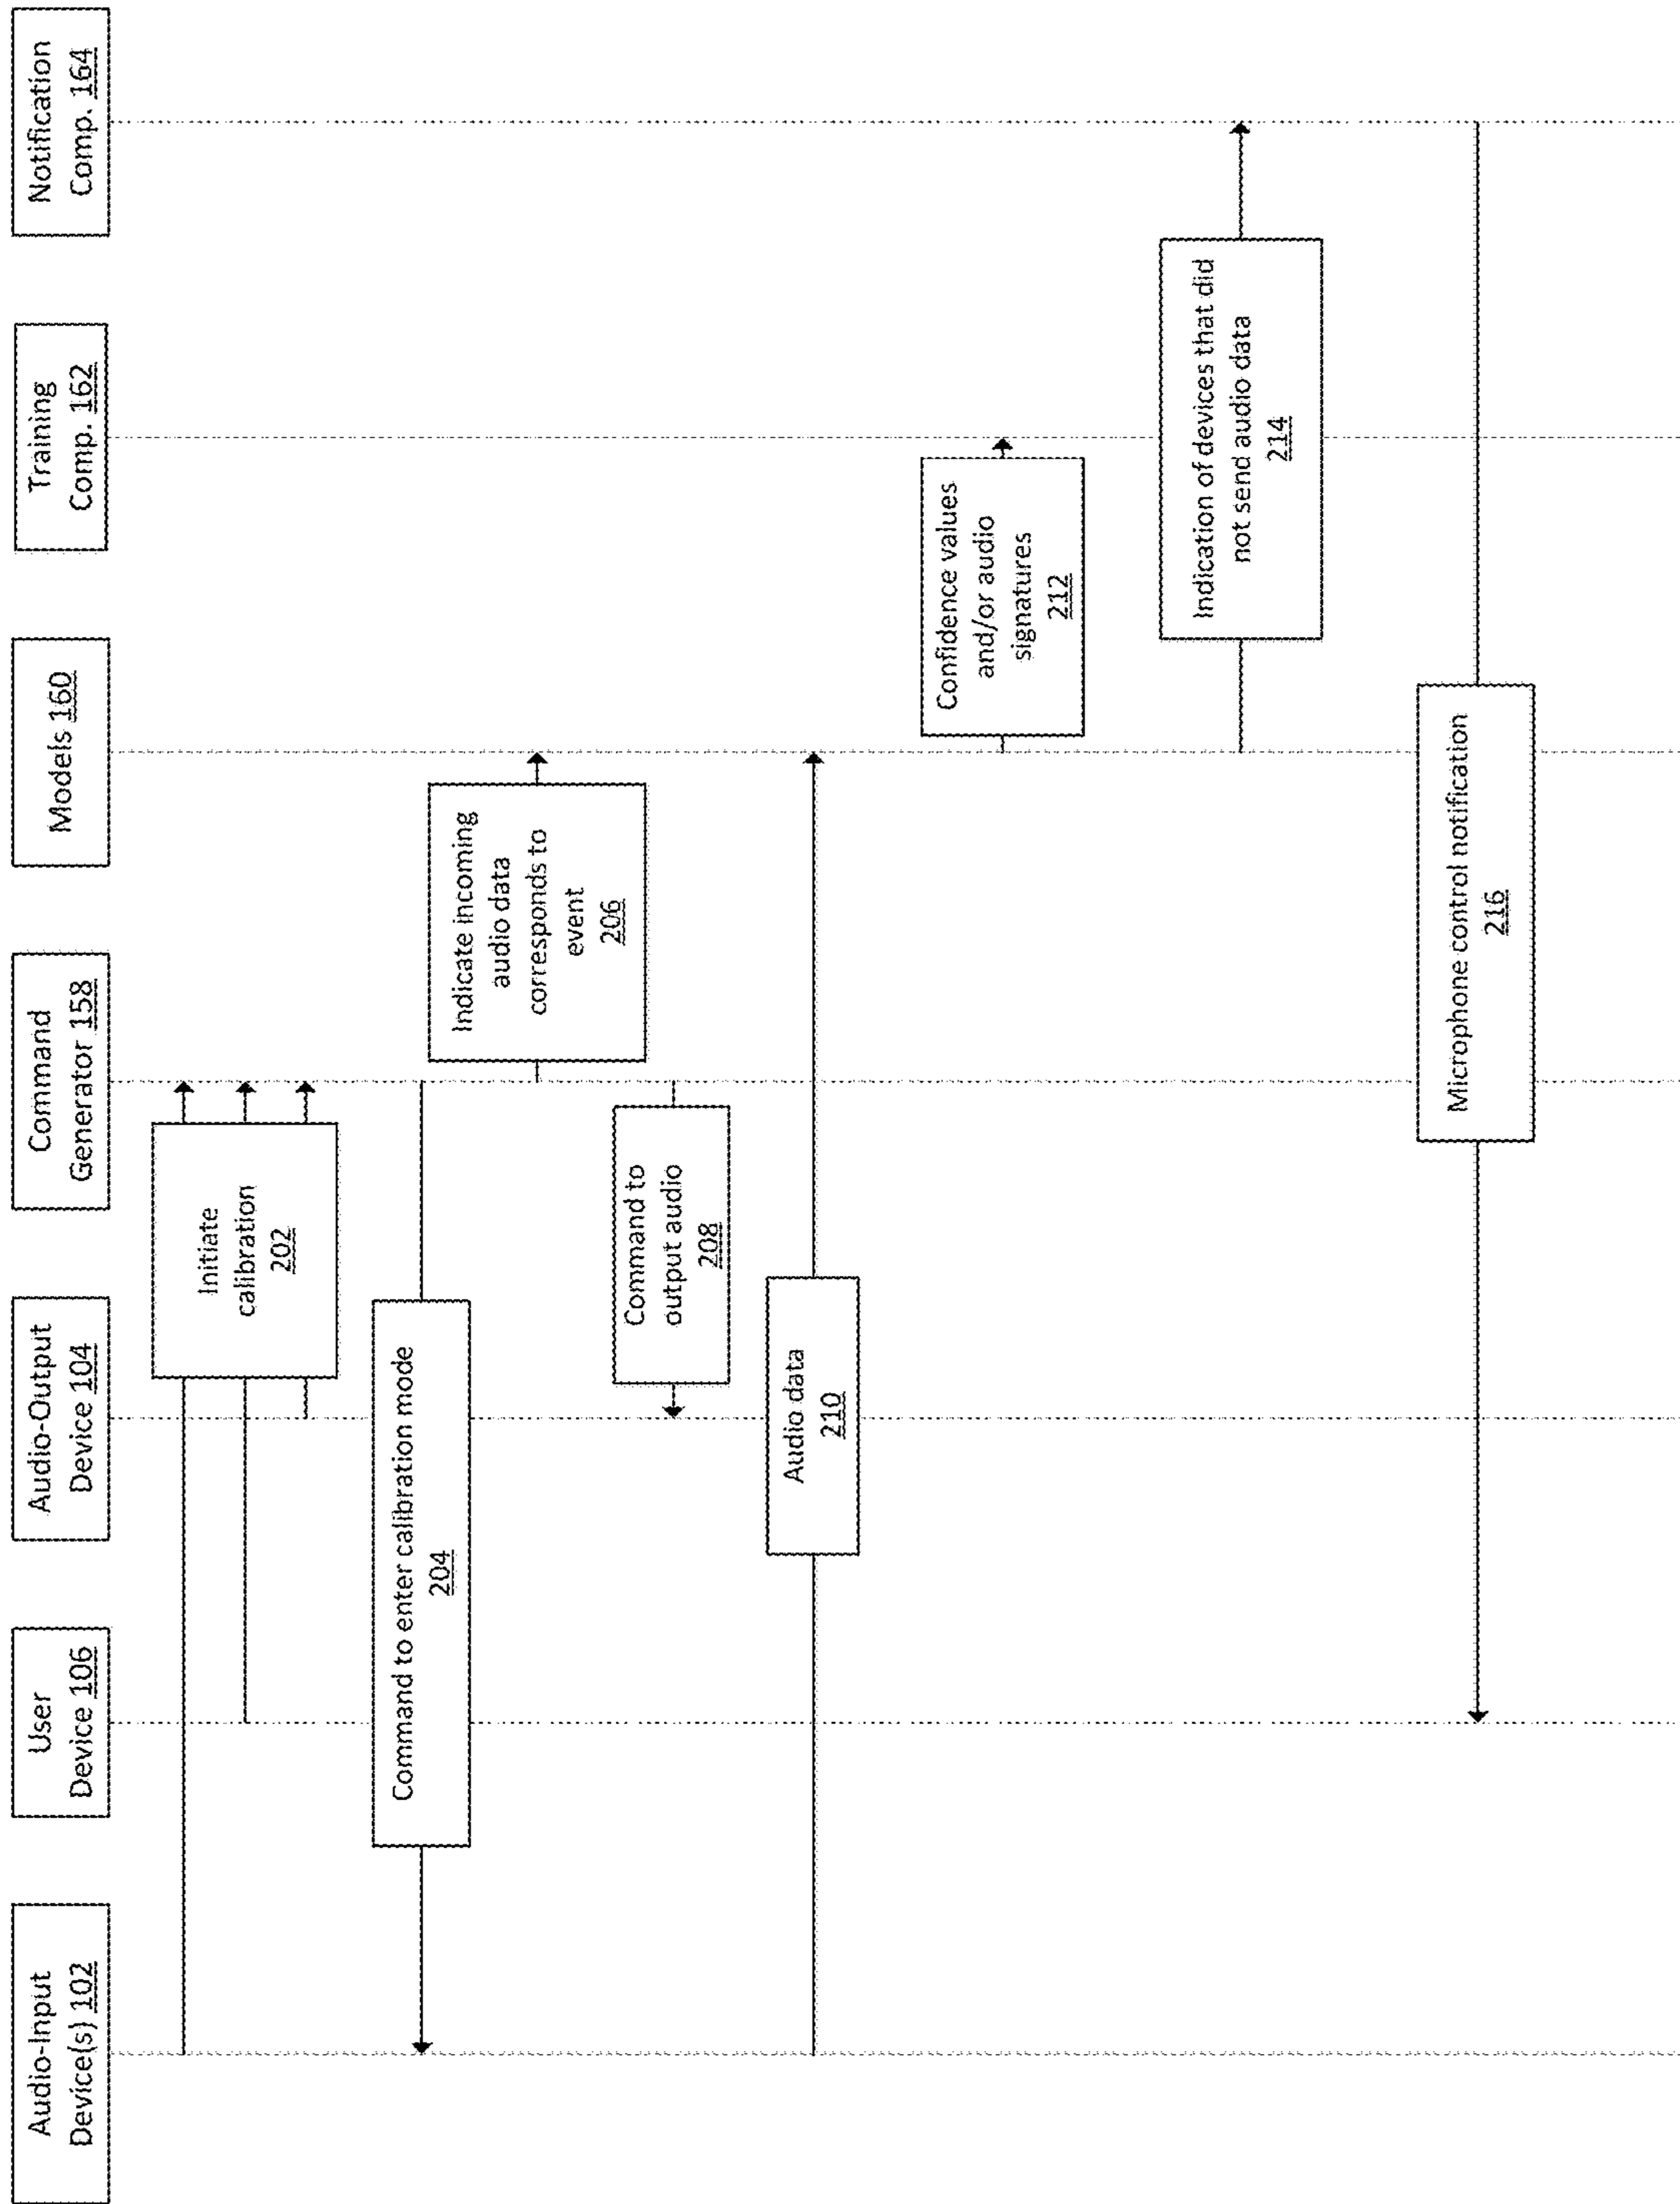 Audio-Input
Device(s) 102
User
Device 106
Audio-Output
Device 104
Command
Generator 158
Models 160
Training
Comp. 162
Notification
Comp. 164
Initiate
calibration
202
Command to enter calibration mode
204
Indicate incoming
audio data
corresponds to
event
206
Command to
output audio
208
Audio data
210
Confidence values
and/or audio
signatures
212
Indication of devices that did
not send audio data
214
Microphone control notification
216